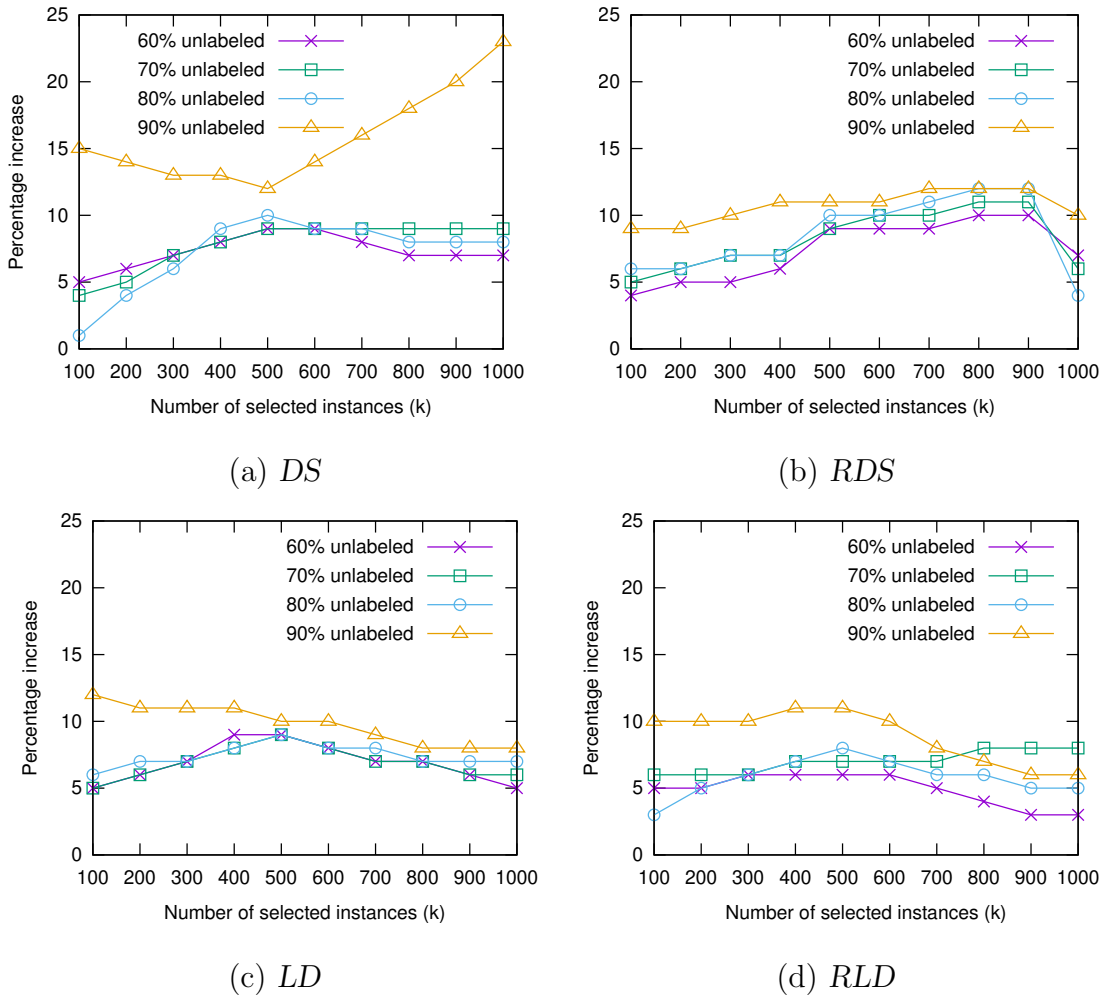 25
20
15
10
5
0
Percentage increase
60% unlabeled
70% unlabeled
80% unlabeled
90% unlabeled
100 200 300 400 500 600 700 800 900 1000
Number of selected instances (k)
(a) DS
25
20
15
10
5
0
Percentage increase
60% unlabeled
70% unlabeled
80% unlabeled
90% unlabeled
100 200 300 400 500 600 700 800 900 1000
Number of selected instances (k)
(b) RDS
25
20
15
10
5
0
Percentage increase
60% unlabeled
70% unlabeled
80% unlabeled
90% unlabeled
100 200 300 400 500 600 700 800 900 1000
Number of selected instances (k)
(c) LD
25
20
15
10
5
0
Percentage increase
60% unlabeled
70% unlabeled
80% unlabeled
90% unlabeled
100 200 300 400 500 600 700 800 900 1000
Number of selected instances (k)
(d) RLD